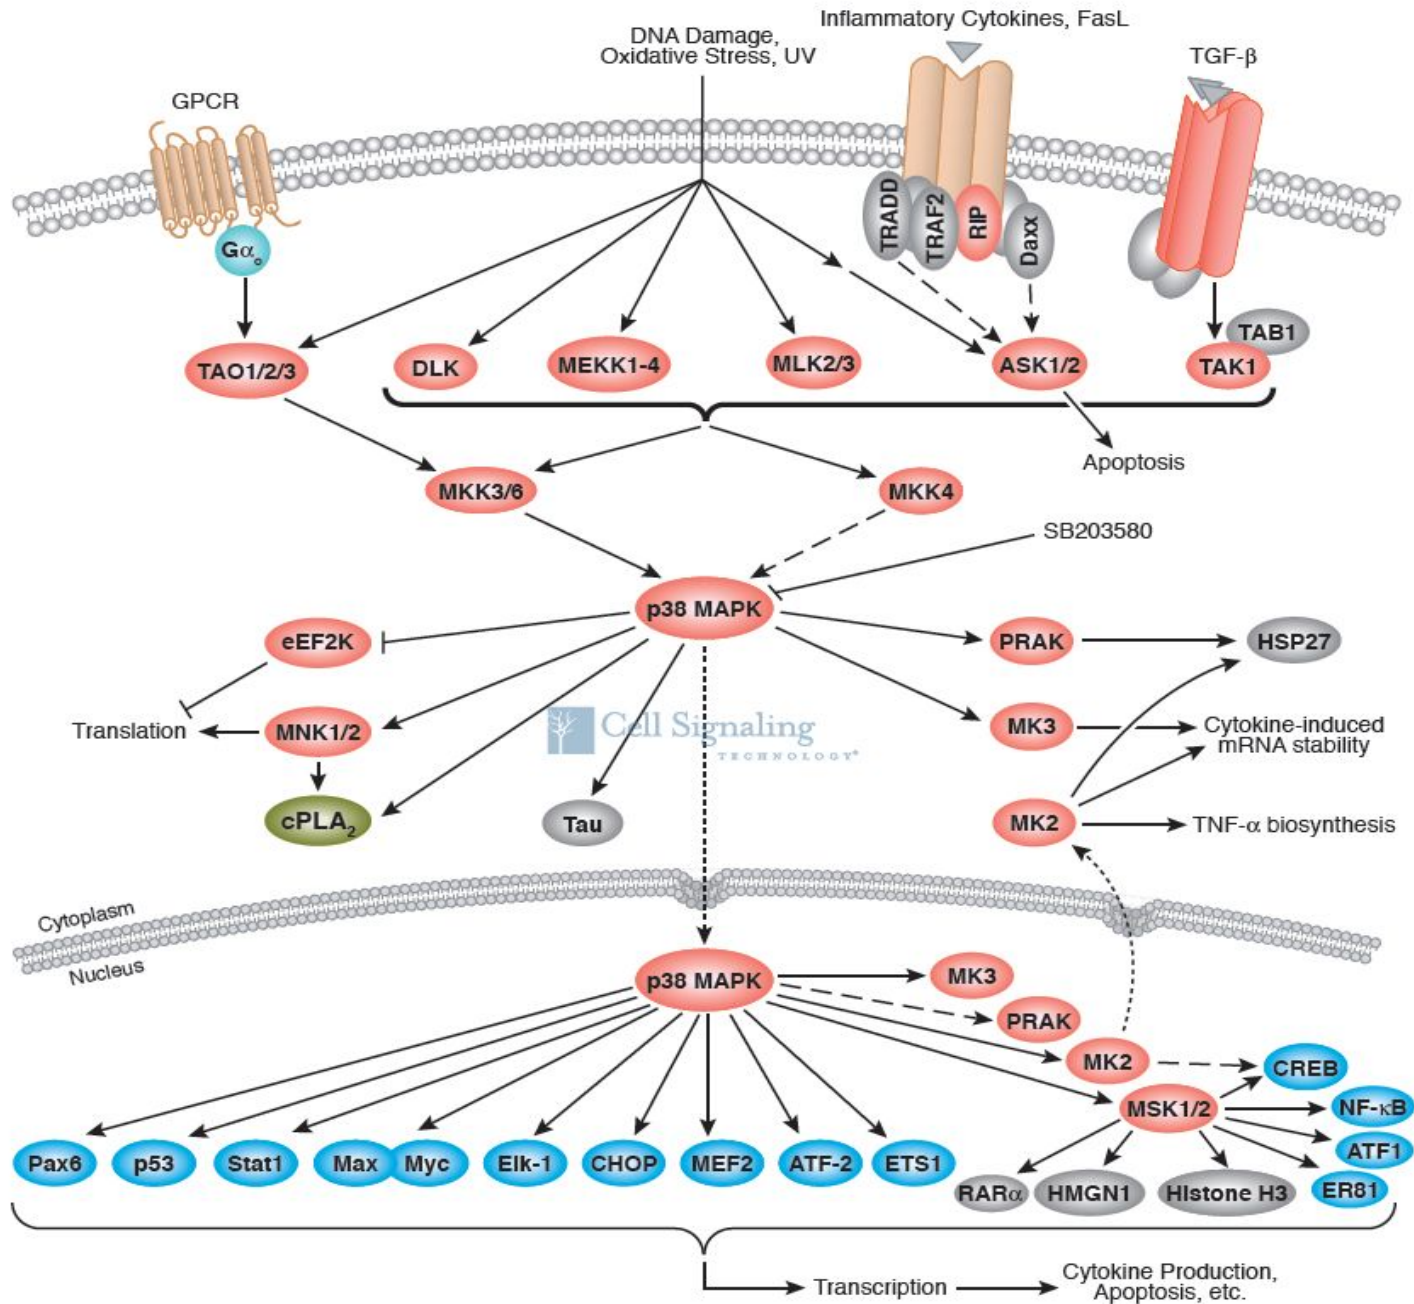 Inflammatory Cytokines, FasL
DNA Damage,
Oxidative Stress, UV
TGF-β
GPCR
TRADD
TRAF2
RIP
Daxx
Gαo
TAB1
TAO1/2/3
DLK
MEKK1-4
MLK2/3
ASK1/2
TAK1
Apoptosis
MKK3/6
MKK4
SB203580
p38 MAPK
eEF2K
PRAK
HSP27
Translation
MNK1/2
Cell Signaling
TECHNOLOGY®
MK3
Cytokine-induced
mRNA stability
cPLA2
Tau
MK2
TNF-α biosynthesis
Cytoplasm
Nucleus
p38 MAPK
MK3
PRAK
MK2
CREB
MSK1/2
NF-κB
Pax6
p53
Stat1
Max
Myc
Elk-1
CHOP
MEF2
ATF-2
ETS1
ATF1
RARα
HMGN1
Histone H3
ER81
Transcription
Cytokine Production,
Apoptosis, etc.